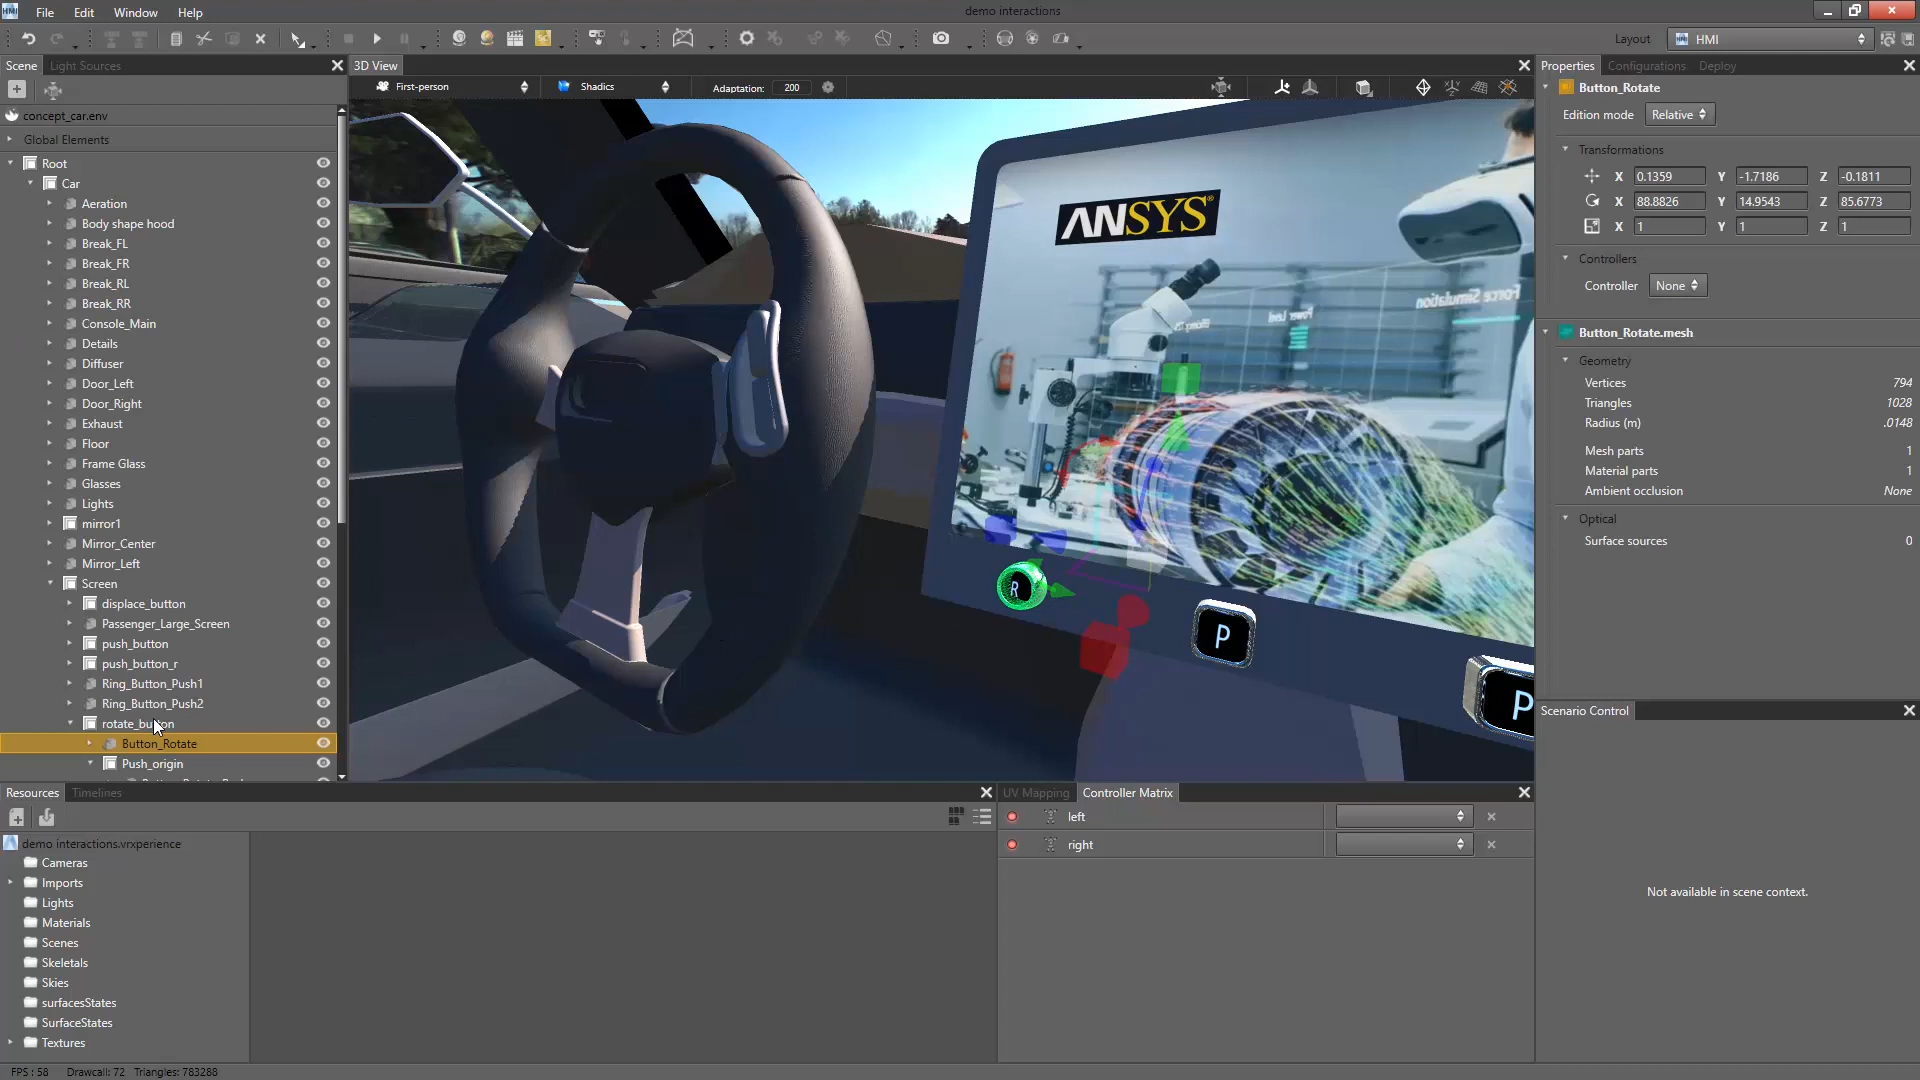 HMI File Edit Window Help demo interactions
Layout HMI
Scene Light Sources
3D View
Properties Configurations Deploy
First-person Shadics Adaptation: 200
concept_car.env
Global Elements
Root
Car
Aeration
Body shape hood
Break_FL
Break_FR
Break_RL
Break_RR
Console_Main
Details
Diffuser
Door_Left
Door_Right
Exhaust
Floor
Frame Glass
Glasses
Lights
mirror1
Mirror_Center
Mirror_Left
Screen
displace_button
Passenger_Large_Screen
push_button
push_button_r
Ring_Button_Push1
Ring_Button_Push2
rotate_button
Button_Rotate
Push_origin
ANSYS
Force Simulation
Power Level
R
P
P
Button_Rotate
Edition mode Relative
Transformations
X 0.1359 Y -1.7186 Z -0.1811
X 88.8826 Y 14.9543 Z 85.6773
X 1 Y 1 Z 1
Controllers
Controller None
Button_Rotate.mesh
Geometry
Vertices 794
Triangles 1028
Radius (m) .0148
Mesh parts 1
Material parts 1
Ambient occlusion None
Optical
Surface sources 0
Scenario Control
Not available in scene context.
Resources Timelines
demo interactions.vrxperience
Cameras
Imports
Lights
Materials
Scenes
Skeletals
Skies
surfacesStates
SurfaceStates
Textures
UV Mapping Controller Matrix
left
right
FPS : 58 Drawcall: 72 Triangles: 783288